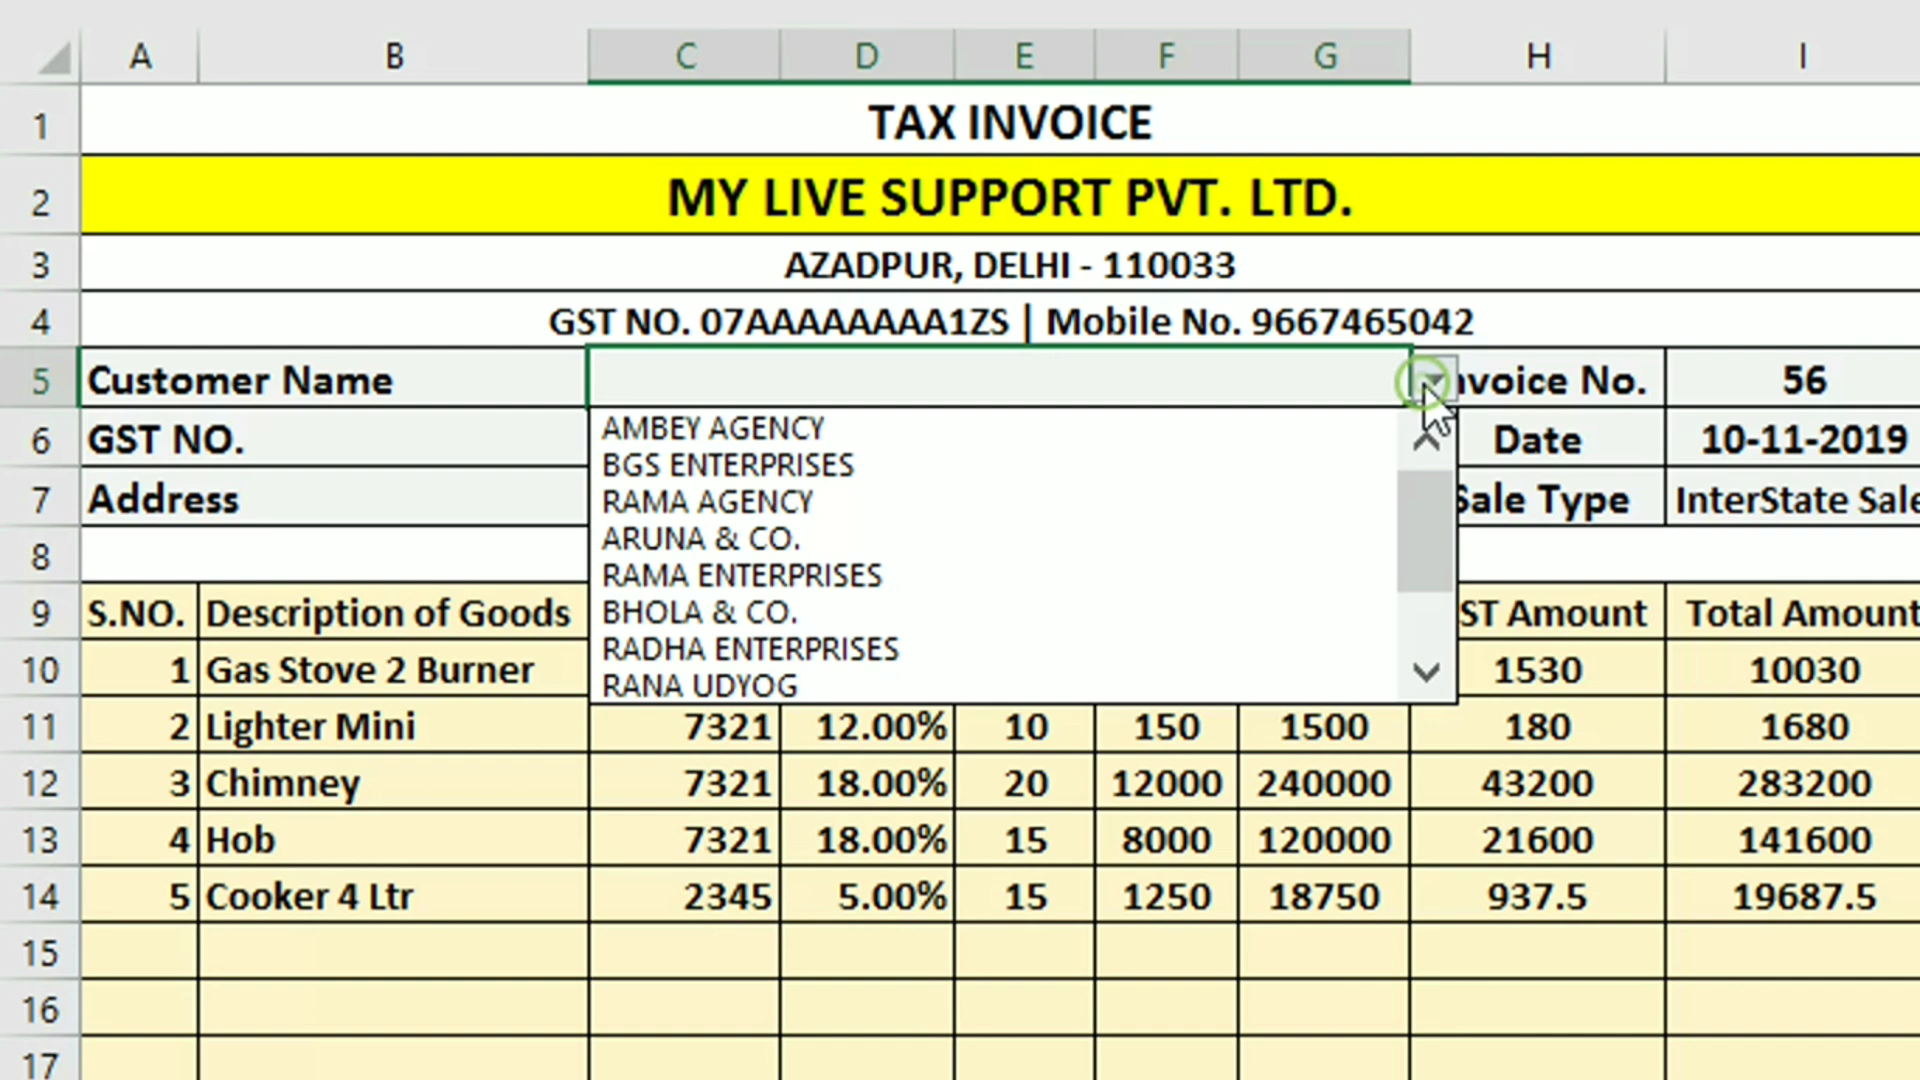 A B C D E F G H I
1 TAX INVOICE
2 MY LIVE SUPPORT PVT. LTD.
3 AZADPUR, DELHI - 110033
4 GST NO. 07AAAAAAAA1ZS | Mobile No. 9667465042
5 Customer Name nvoice No. 56
6 GST NO. Date 10-11-2019
7 Address Sale Type InterState Sale
AMBEY AGENCY
BGS ENTERPRISES
RAMA AGENCY
ARUNA & CO.
RAMA ENTERPRISES
BHOLA & CO.
RADHA ENTERPRISES
RANA UDYOG
8
9 S.NO. Description of Goods ST Amount Total Amount
10 1 Gas Stove 2 Burner 1530 10030
11 2 Lighter Mini 7321 12.00% 10 150 1500 180 1680
12 3 Chimney 7321 18.00% 20 12000 240000 43200 283200
13 4 Hob 7321 18.00% 15 8000 120000 21600 141600
14 5 Cooker 4 Ltr 2345 5.00% 15 1250 18750 937.5 19687.5
15
16
17